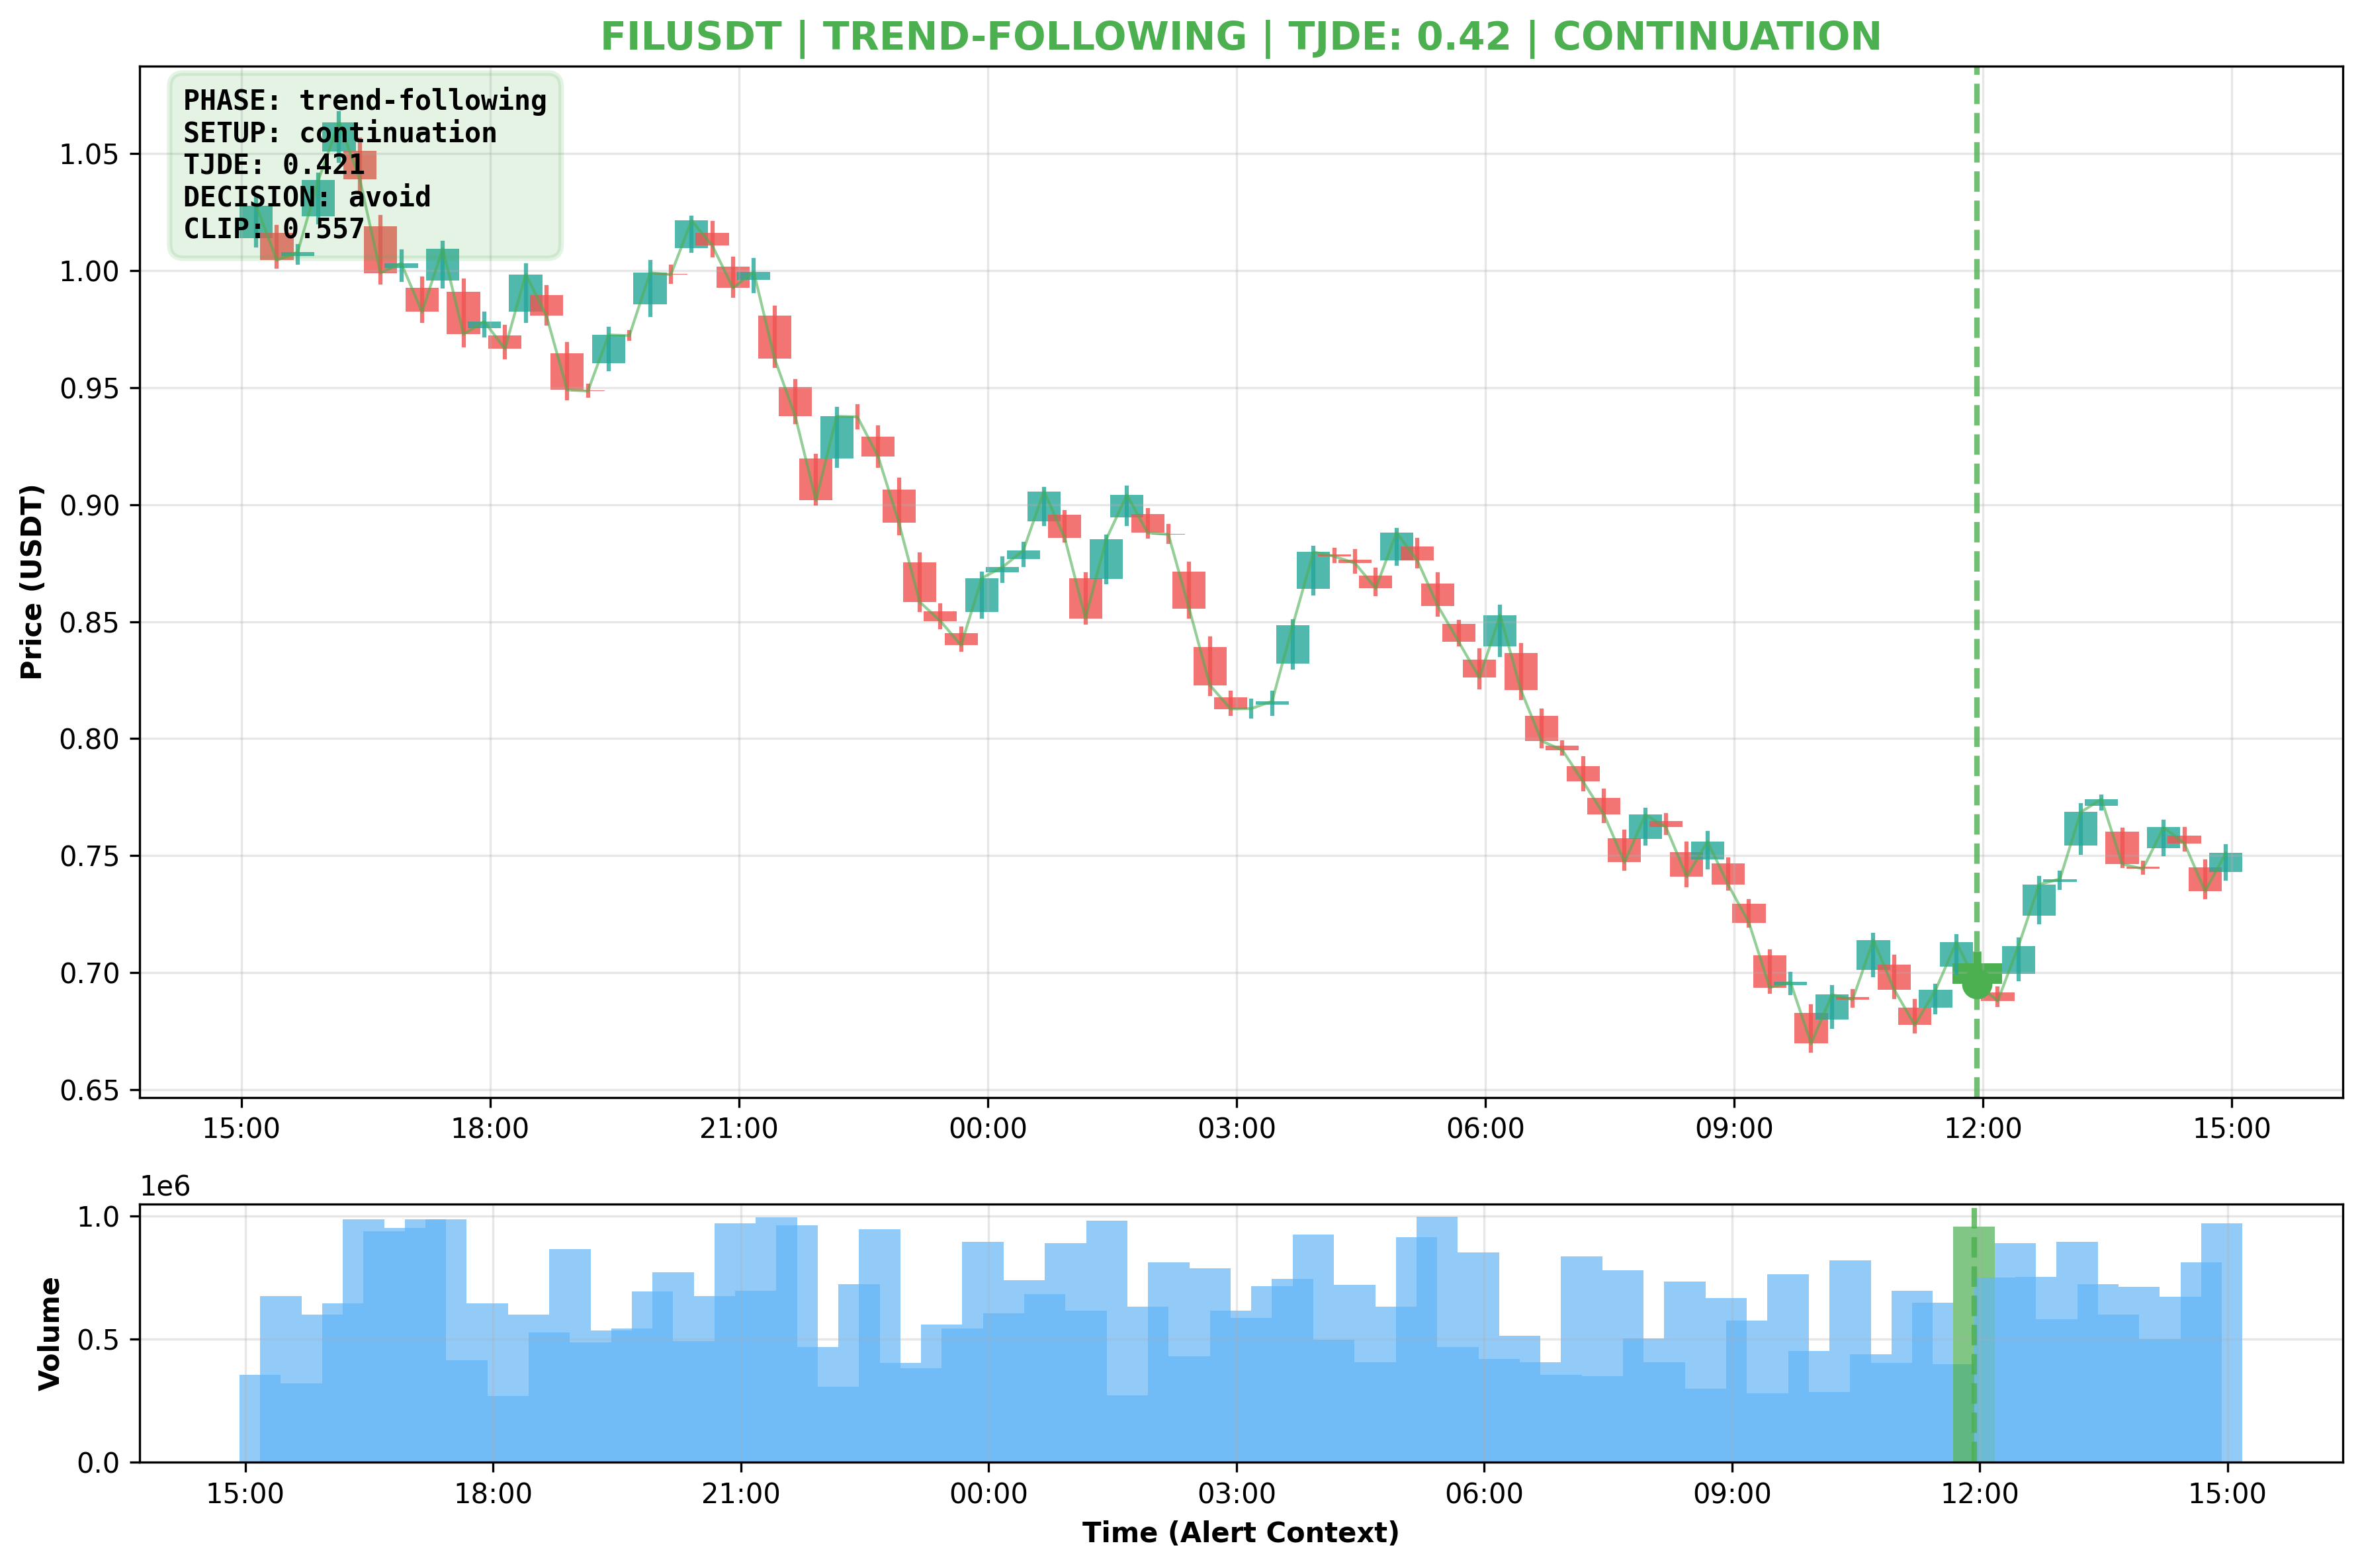 FILUSDT | TREND-FOLLOWING | TJDE: 0.42 | CONTINUATION
PHASE: trend-following
SETUP: continuation
TJDE: 0.421
DECISION: avoid
CLIP: 0.557
Price (USDT)
1.05
1.00
0.95
0.90
0.85
0.80
0.75
0.70
0.65
15:00 18:00 21:00 00:00 03:00 06:00 09:00 12:00 15:00
1e6
Volume
1.0
0.5
0.0
15:00 18:00 21:00 00:00 03:00 06:00 09:00 12:00 15:00
Time (Alert Context)